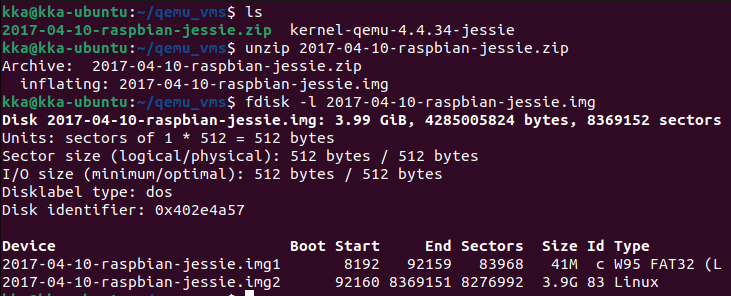 kka@kka-ubuntu:~/qemu_vms$ ls
2017-04-10-raspbian-jessie.zip  kernel-qemu-4.4.34-jessie
kka@kka-ubuntu:~/qemu_vms$ unzip 2017-04-10-raspbian-jessie.zip
Archive:  2017-04-10-raspbian-jessie.zip
  inflating: 2017-04-10-raspbian-jessie.img
kka@kka-ubuntu:~/qemu_vms$ fdisk -l 2017-04-10-raspbian-jessie.img
Disk 2017-04-10-raspbian-jessie.img: 3.99 GiB, 4285005824 bytes, 8369152 sectors
Units: sectors of 1 * 512 = 512 bytes
Sector size (logical/physical): 512 bytes / 512 bytes
I/O size (minimum/optimal): 512 bytes / 512 bytes
Disklabel type: dos
Disk identifier: 0x402e4a57
Device                          Boot Start     End Sectors  Size Id Type
2017-04-10-raspbian-jessie.img1       8192   92159   83968   41M  c W95 FAT32 (L
2017-04-10-raspbian-jessie.img2      92160 8369151 8276992  3.9G 83 Linux
kka@kka-ubuntu:~/qemu_vms$